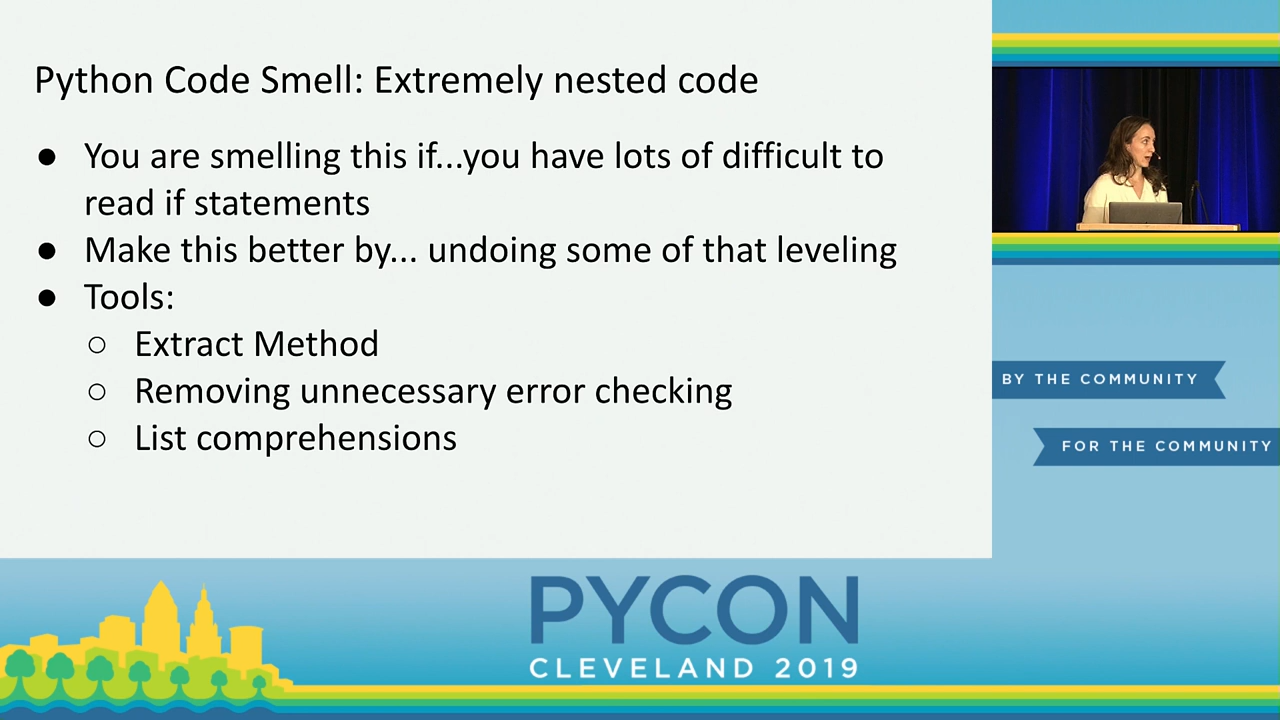 Python Code Smell: Extremely nested code
● You are smelling this if...you have lots of difficult to
read if statements
● Make this better by... undoing some of that leveling
● Tools:
○ Extract Method
○ Removing unnecessary error checking
○ List comprehensions
BY THE COMMUNITY
FOR THE COMMUNITY
PYCON
CLEVELAND 2019